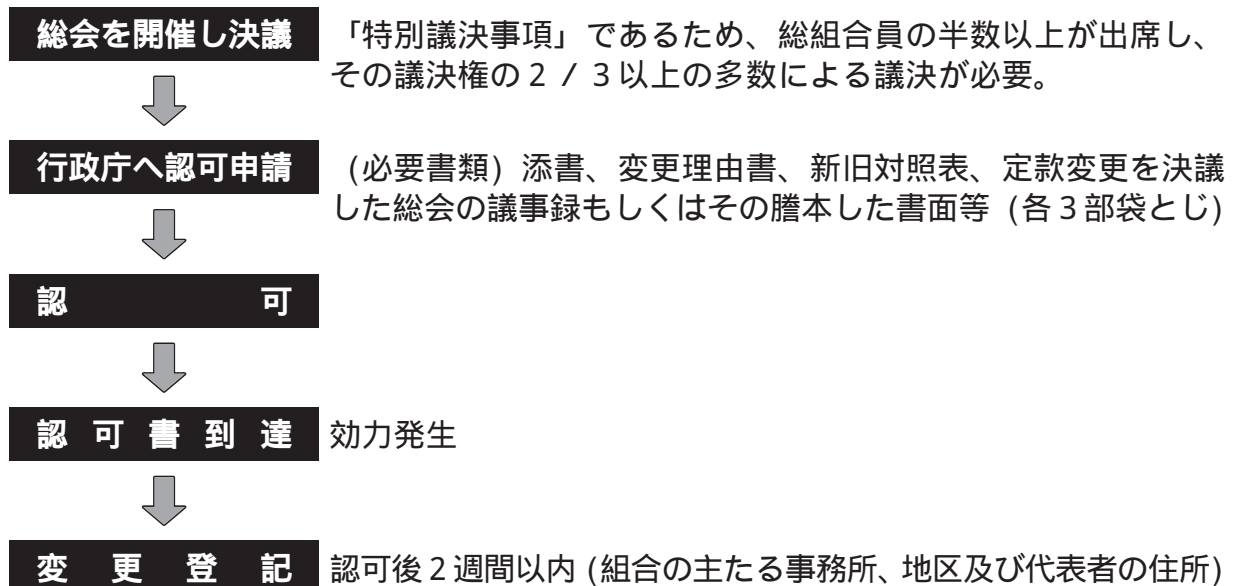 総会を開催し決議
「特別議決事項」であるため、総組合員の半数以上が出席し、
その議決権の2/3以上の多数による議決が必要。
行政庁へ認可申請
(必要書類)添書、変更理由書、新旧対照表、定款変更を決議
した総会の議事録もしくはその謄本した書面等(各3部袋とじ)
認可
認可書到達
効力発生
変更登記
認可後2週間以内(組合の主たる事務所、地区及び代表者の住所)